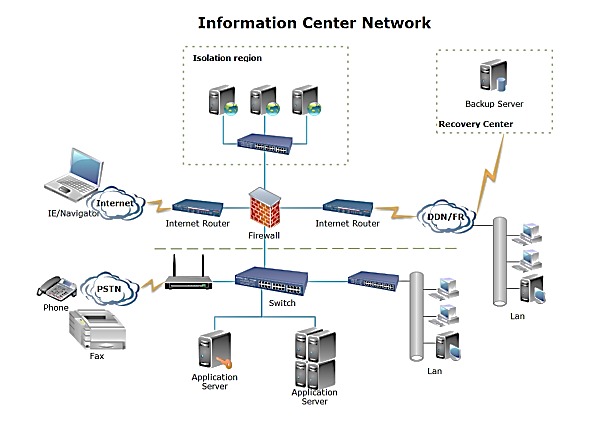 Information Center Network
Isolation region
Backup Server
Recovery Center
Internet
IE/Navigator
Internet Router
Firewall
Internet Router
DDN/FR
PSTN
Phone
Switch
Lan
Fax
Application
Server
Application
Server
Lan